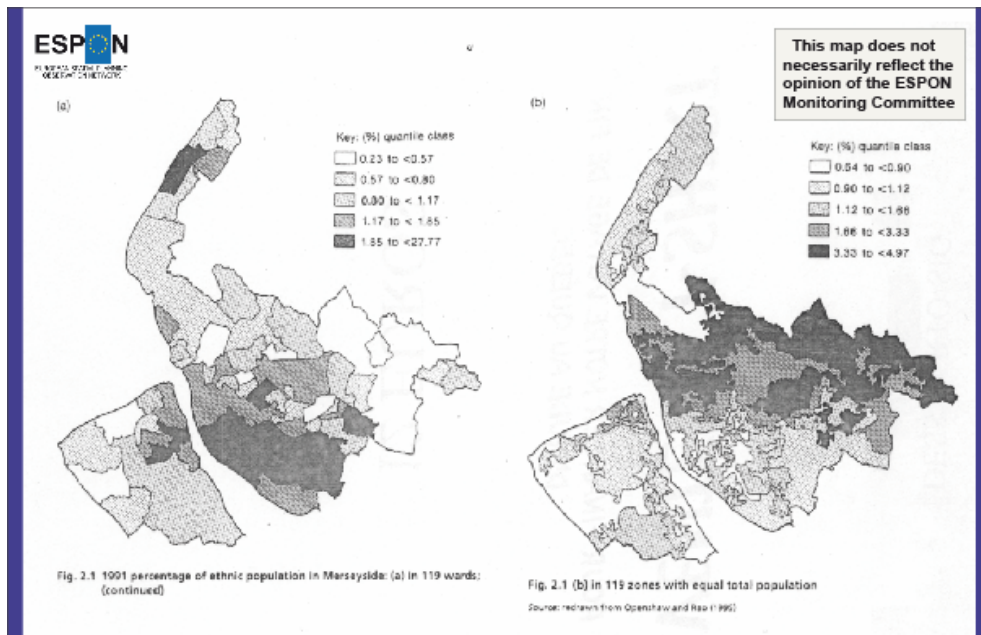 ESPON
EUROPEAN SPATIAL PLANNING
OBSERVATION NETWORK
This map does not
necessarily reflect the
opinion of the ESPON
Monitoring Committee
(a)
Key: (%) quantile class
0.23 to <0.57
0.57 to <0.80
0.80 to < 1.17
1.17 to < 1.85
1.85 to <27.77
(b)
Key: (%) quantile class
0.54 to <0.90
0.90 to <1.12
1.12 to <1.66
1.66 to <3.33
3.33 to <4.97
Fig. 2.1 1991 percentage of ethnic population in Merseyside: (a) in 119 wards;
(continued)
Fig. 2.1 (b) in 119 zones with equal total population
Source: redrawn from Openshaw and Rao (1995)